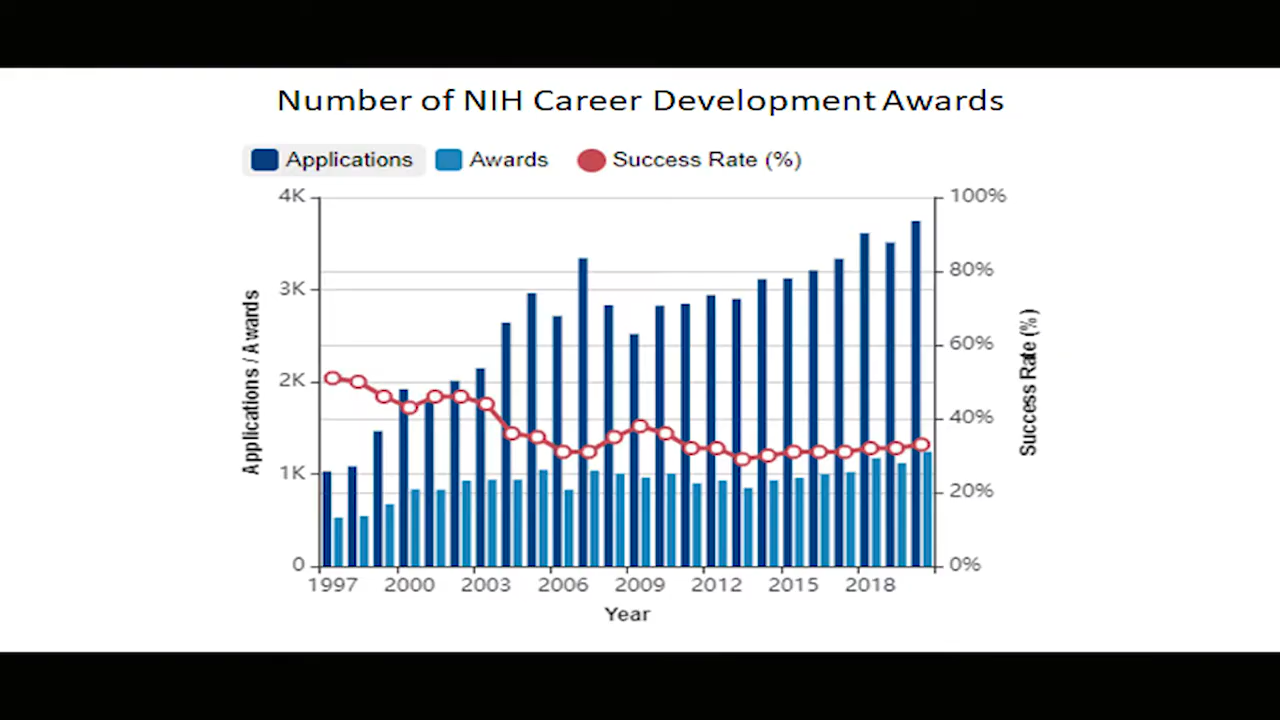 Number of NIH Career Development Awards
Applications Awards Success Rate (%)
4K 100%
80%
3K
60%
2K
40%
1K
20%
0 0%
Applications / Awards
Success Rate (%)
1997 2000 2003 2006 2009 2012 2015 2018
Year